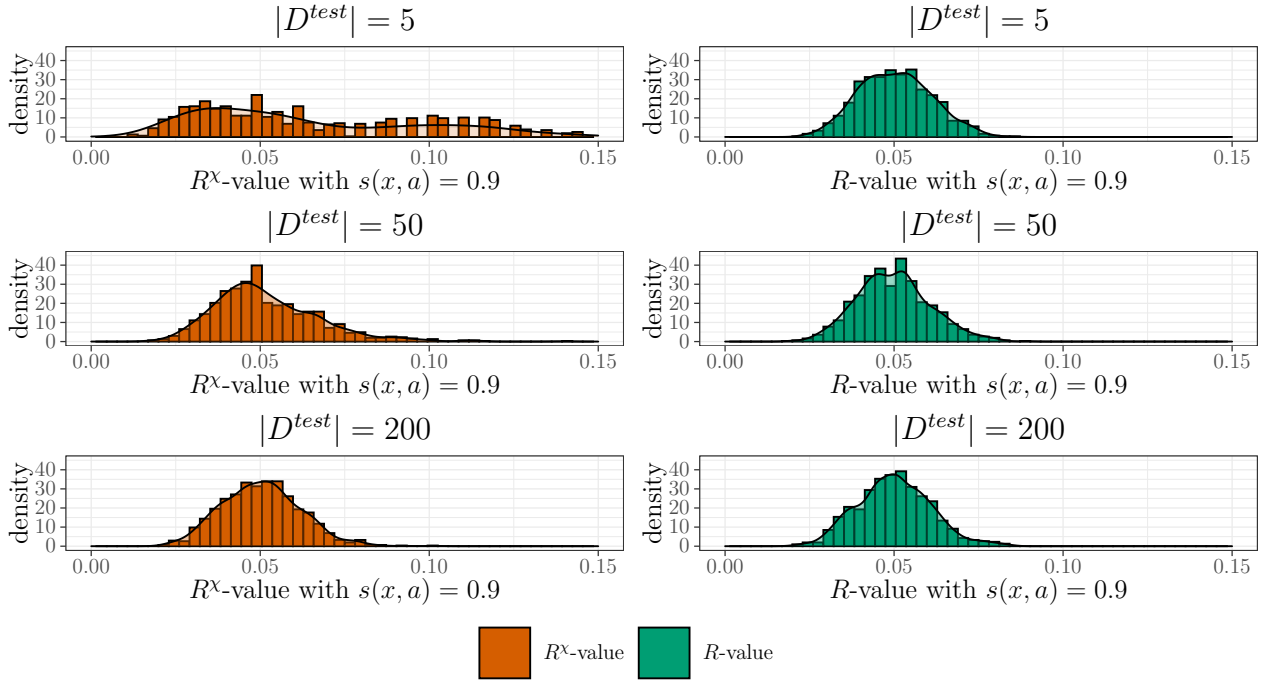 |D^{test}| = 5
|D^{test}| = 5
density
40
30
20
10
0
0.00 0.05 0.10 0.15
R^χ-value with s(x, a) = 0.9
density
40
30
20
10
0
0.00 0.05 0.10 0.15
R-value with s(x, a) = 0.9
|D^{test}| = 50
|D^{test}| = 50
density
40
30
20
10
0
0.00 0.05 0.10 0.15
R^χ-value with s(x, a) = 0.9
density
40
30
20
10
0
0.00 0.05 0.10 0.15
R-value with s(x, a) = 0.9
|D^{test}| = 200
|D^{test}| = 200
density
40
30
20
10
0
0.00 0.05 0.10 0.15
R^χ-value with s(x, a) = 0.9
density
40
30
20
10
0
0.00 0.05 0.10 0.15
R-value with s(x, a) = 0.9
R^χ-value R-value